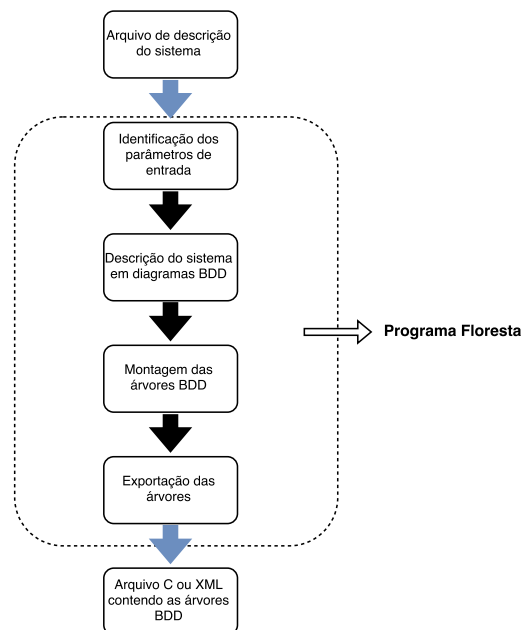 Arquivo de descrição
do sistema
Identificação dos
parâmetros de
entrada
Descrição do sistema
em diagramas BDD
Programa Floresta
Montagem das
árvores BDD
Exportação das
árvores
Arquivo C ou XML
contendo as árvores
BDD